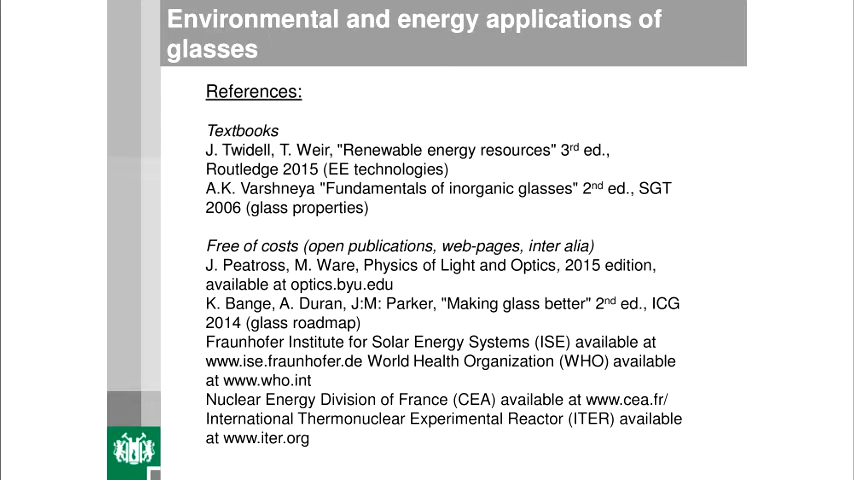 Environmental and energy applications of
glasses
References:
Textbooks
J. Twidell, T. Weir, "Renewable energy resources" 3rd ed.,
Routledge 2015 (EE technologies)
A.K. Varshneya "Fundamentals of inorganic glasses" 2nd ed., SGT
2006 (glass properties)
Free of costs (open publications, web-pages, inter alia)
J. Peatross, M. Ware, Physics of Light and Optics, 2015 edition,
available at optics.byu.edu
K. Bange, A. Duran, J:M: Parker, "Making glass better" 2nd ed., ICG
2014 (glass roadmap)
Fraunhofer Institute for Solar Energy Systems (ISE) available at
www.ise.fraunhofer.de World Health Organization (WHO) available
at www.who.int
Nuclear Energy Division of France (CEA) available at www.cea.fr/
International Thermonuclear Experimental Reactor (ITER) available
at www.iter.org